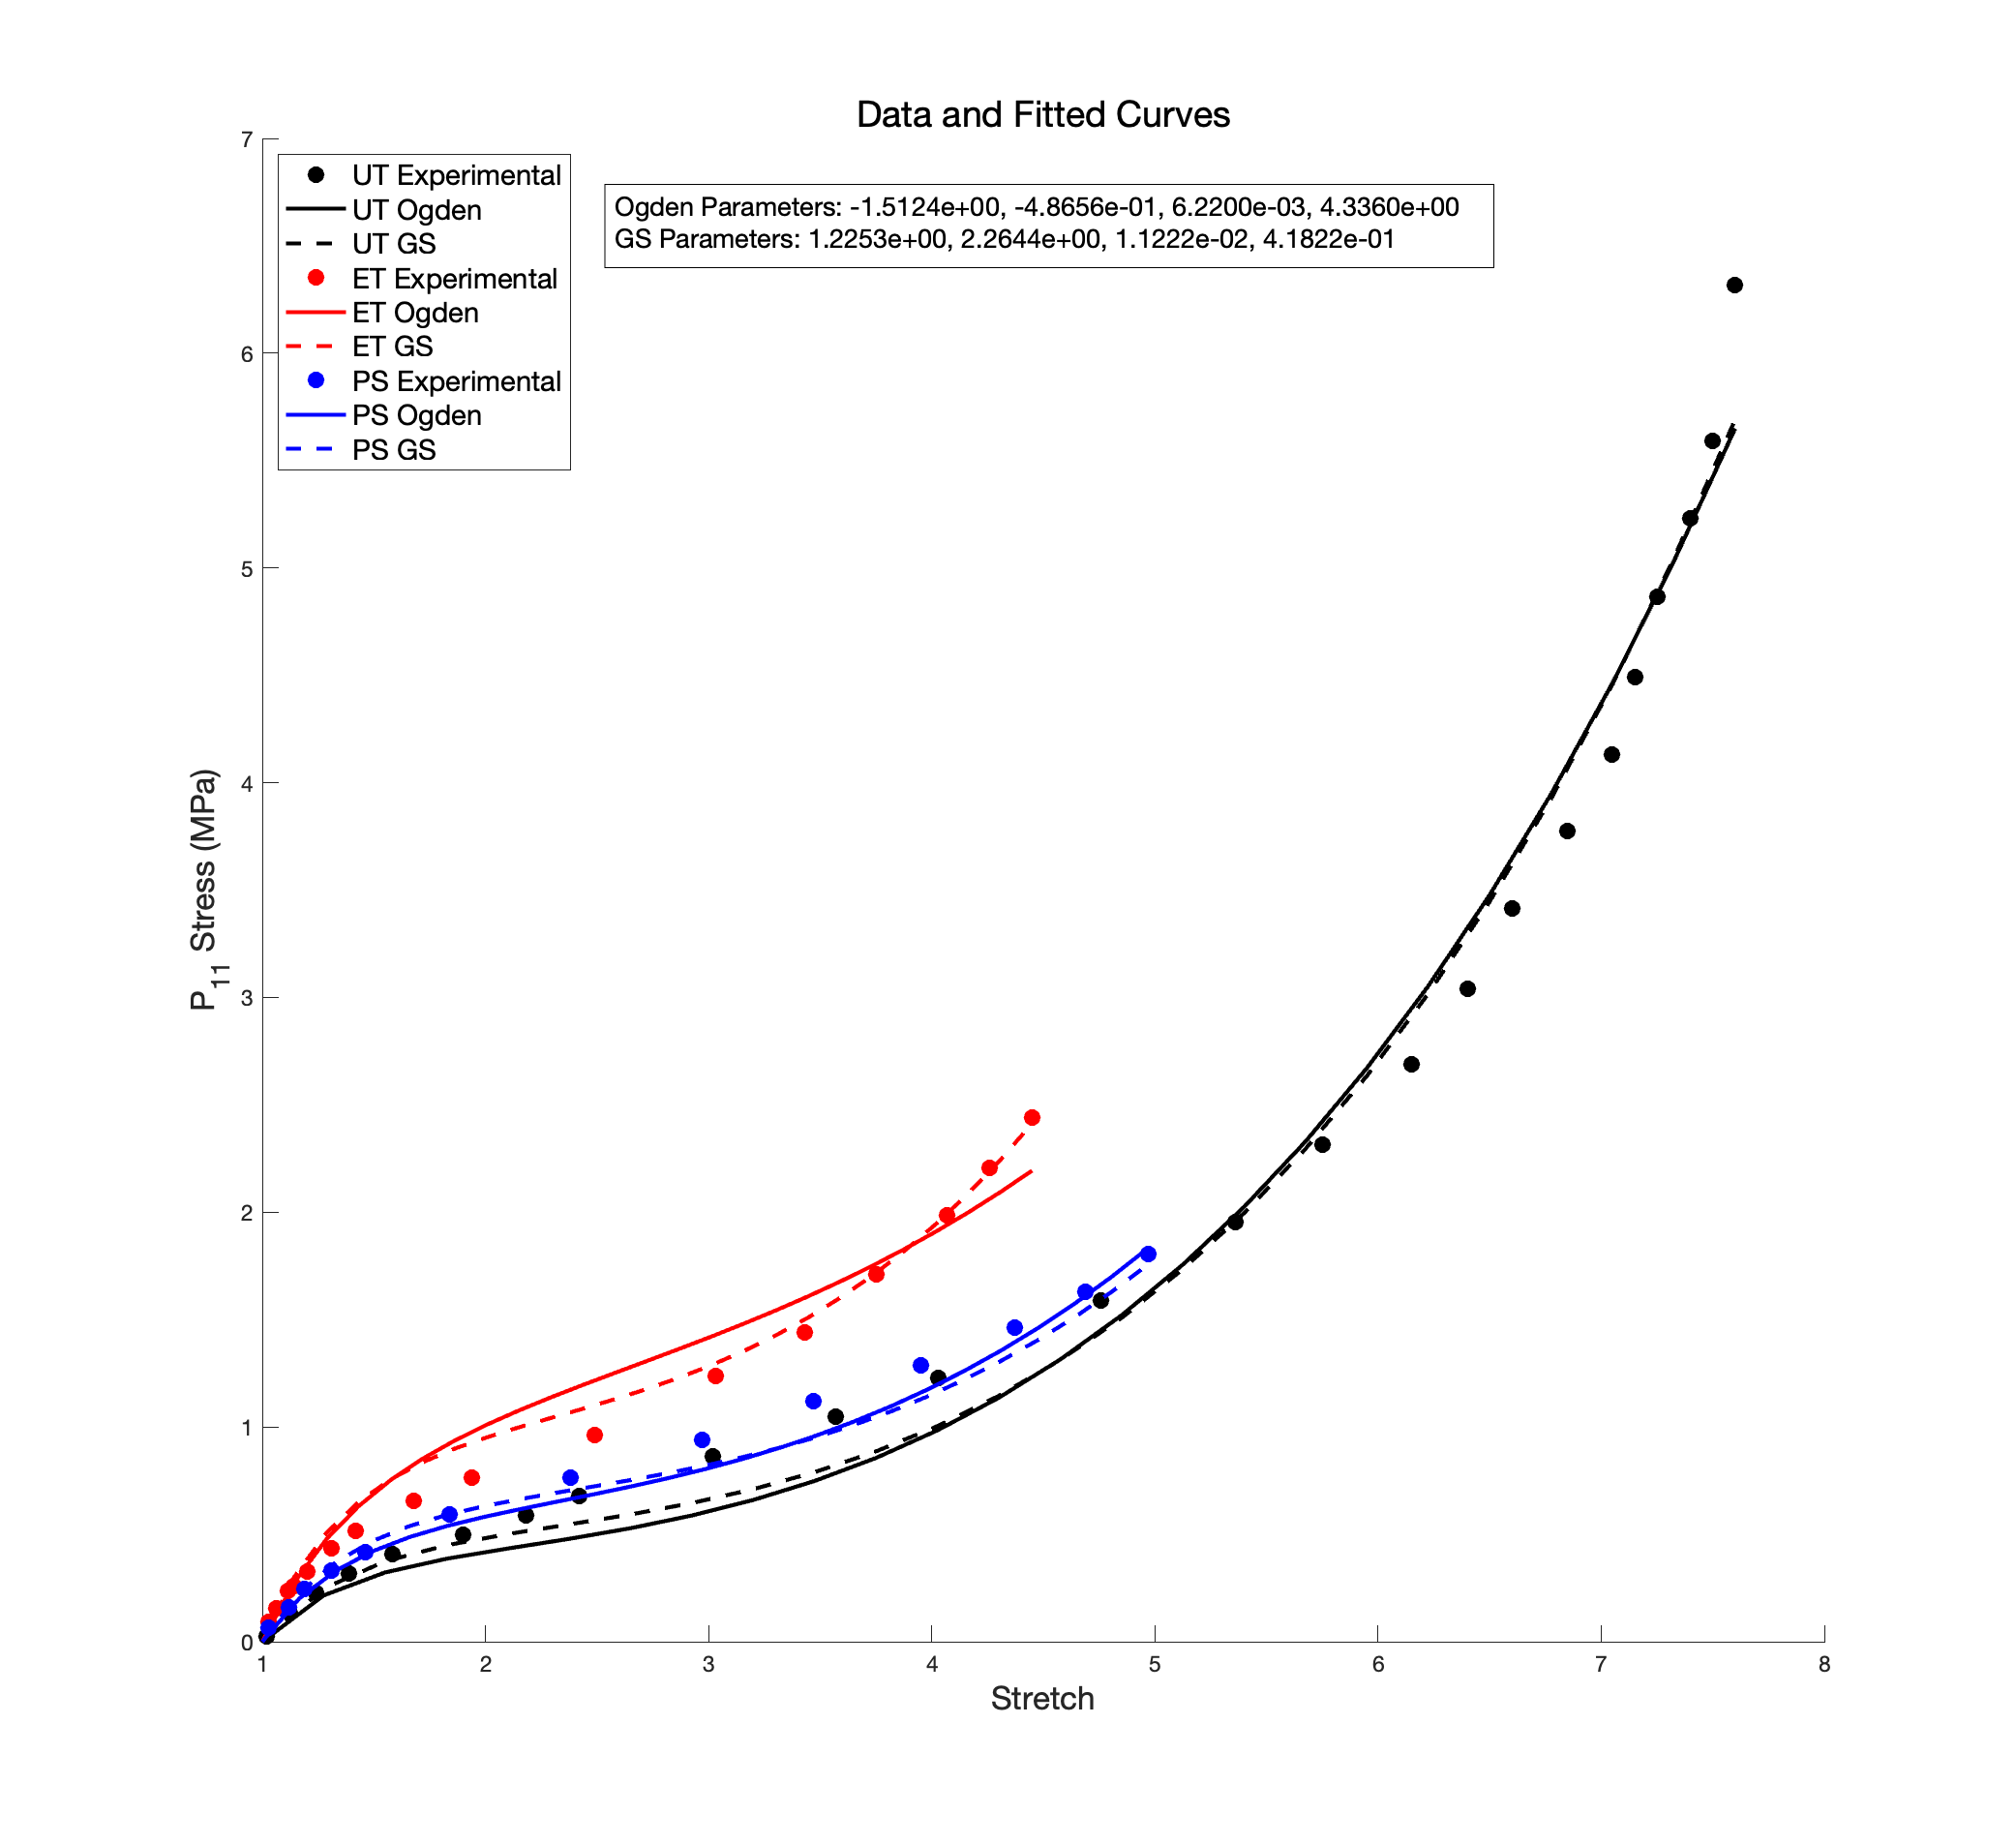 Data and Fitted Curves
7
UT Experimental
UT Ogden
UT GS
ET Experimental
ET Ogden
ET GS
PS Experimental
PS Ogden
PS GS
Ogden Parameters: -1.5124e+00, -4.8656e-01, 6.2200e-03, 4.3360e+00
GS Parameters: 1.2253e+00, 2.2644e+00, 1.1222e-02, 4.1822e-01
6
5
4
3
2
1
0
P11 Stress (MPa)
1 2 3 4 5 6 7 8
Stretch